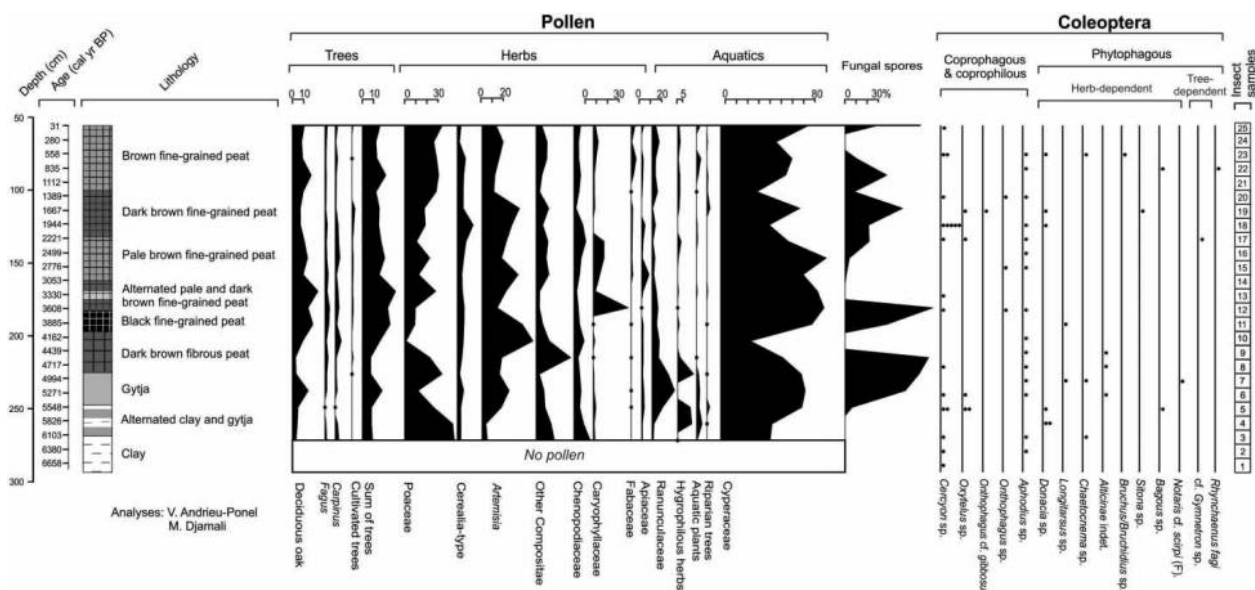 Pollen
Coleoptera
Trees
Herbs
Aquatics
Fungal spores
Coprophagous
& coprophilous
Phytophagous
Herb-dependent
Tree-
dependent
Insect
samples
Depth (cm)
Age (cal yr BP)
Lithology
0 10
0 10
0 30
0
0 20
0 30
0 20
5
0 80
0 30%
50
100
150
200
250
300
31
280
558
835
1112
1389
1667
1944
2221
2499
2776
3053
3330
3608
3885
4162
4439
4717
4994
5271
5548
5826
6103
6380
6658
Brown fine-grained peat
Dark brown fine-grained peat
Pale brown fine-grained peat
Alternated pale and dark
brown fine-grained peat
Black fine-grained peat
Dark brown fibrous peat
Gytja
Alternated clay and gytja
Clay
No pollen
25
24
23
22
21
20
19
18
17
16
15
14
13
12
11
10
9
8
7
6
5
4
3
2
1
Analyses: V. Andrieu-Ponel
M. Djamali
Deciduous oak
Fagus
Carpinus
Cultivated trees
Sum of trees
Poaceae
Cerealia-type
Artemisia
Other Compositae
Chenopodiaceae
Caryophyllaceae
Fabaceae
Apiaceae
Ranunculaceae
Hygrophilous herbs
Aquatic plants
Riparian trees
Cyperaceae
Cercyon sp.
Oxytelus sp.
Onthophagus cf. gibbosus
Onthophagus sp.
Aphodius sp.
Donacia sp.
Longitarsus sp.
Chaetocnema sp.
Alticinae indet.
Bruchus/Bruchidius sp.
Sitona sp.
Bagous sp.
Notaris cf. scirpi (F).
cf. Gymnetron sp.
Rhynchaenus fagi